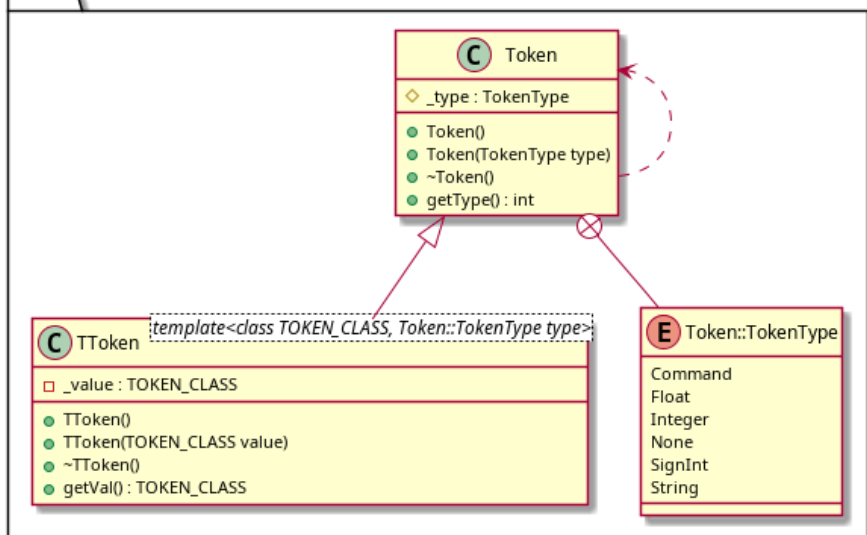 C Token
_type : TokenType
Token()
Token(TokenType type)
~Token()
getType() : int
template<class TOKEN_CLASS, Token::TokenType type>
C TToken
_value : TOKEN_CLASS
TToken()
TToken(TOKEN_CLASS value)
~TToken()
getVal() : TOKEN_CLASS
E Token::TokenType
Command
Float
Integer
None
SignInt
String